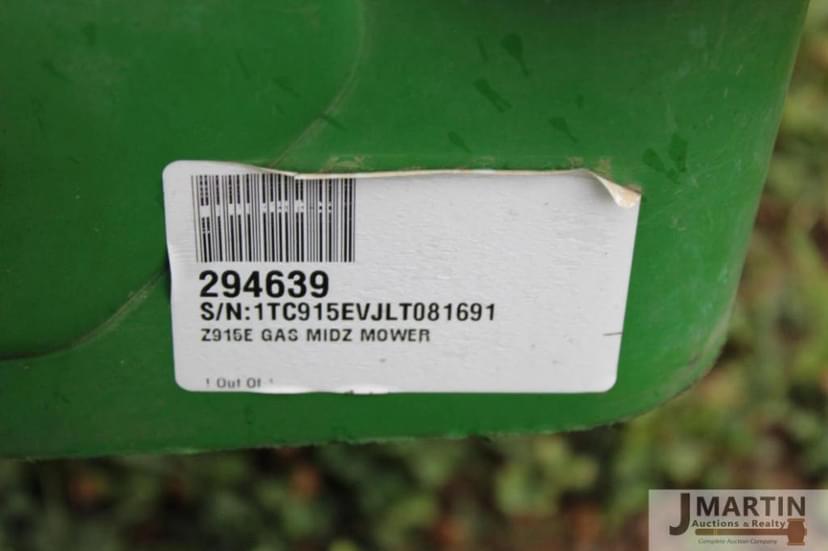 294639
S/N:1TC915EVJLT081691
Z915E GAS MIDZ MOWER
1 Out Of 1
J MARTIN
Auctions & Realty
Complete Auction Company